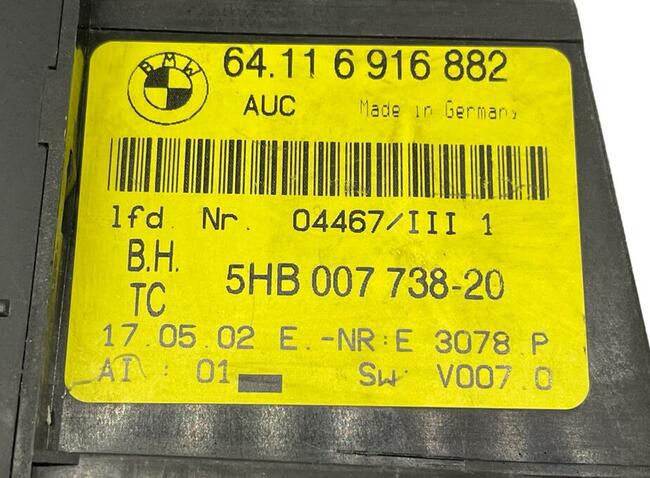 BMW 64.11 6 916 882
AUC Made in Germany
lfd. Nr. 04467/III 1
B.H.
TC 5HB 007 738-20
17.05.02 E.-NR:E 3078 P
AI : 01 Sw: V007.0